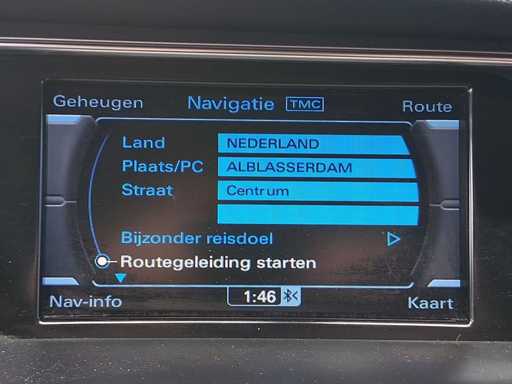 Geheugen Navigatie TMC Route
Land NEDERLAND
Plaats/PC ALBLASSERDAM
Straat Centrum
Bijzonder reisdoel
Routegeleiding starten
Nav-info 1:46 Kaart